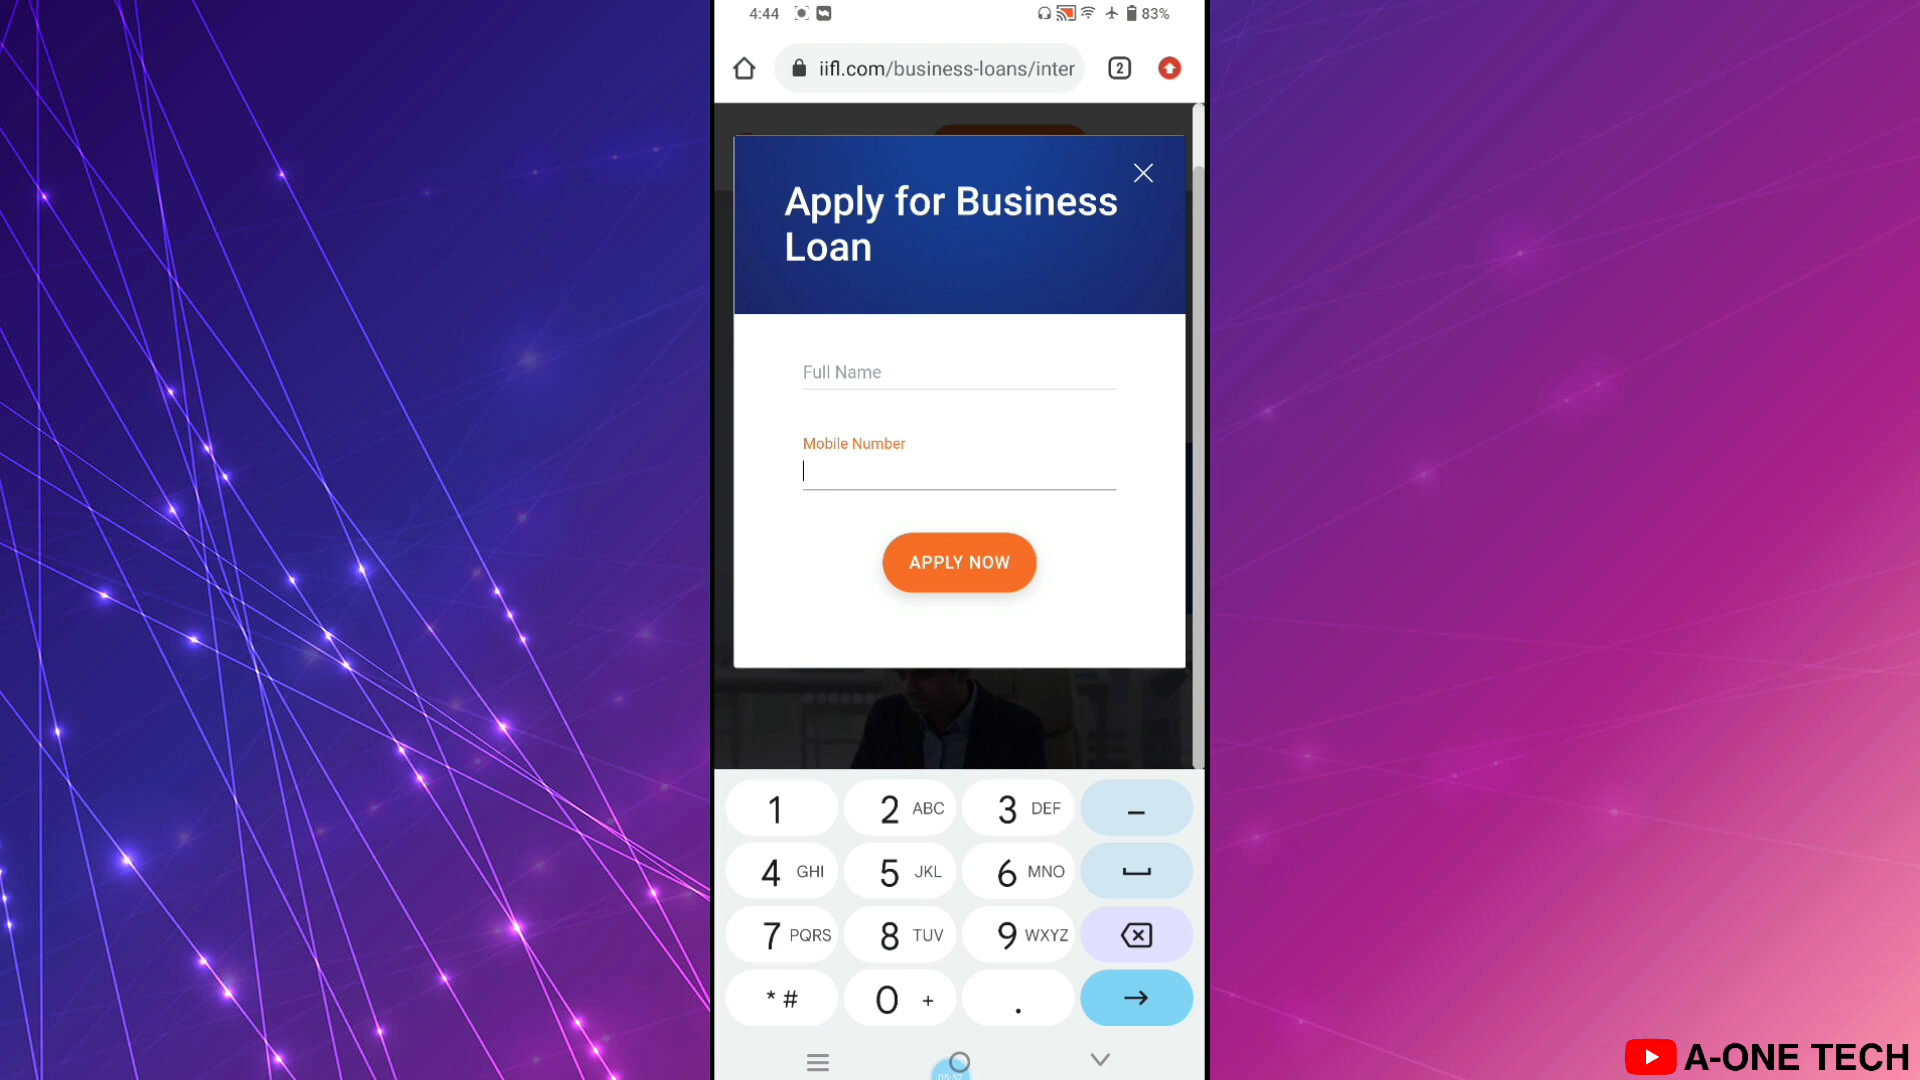 4:44 83%
iifl.com/business-loans/inter 2
Apply for Business
Loan
Full Name
Mobile Number
APPLY NOW
1 2 ABC 3 DEF –
4 GHI 5 JKL 6 MNO
7 PQRS 8 TUV 9 WXYZ
* # 0 + .
05:57
A-ONE TECH